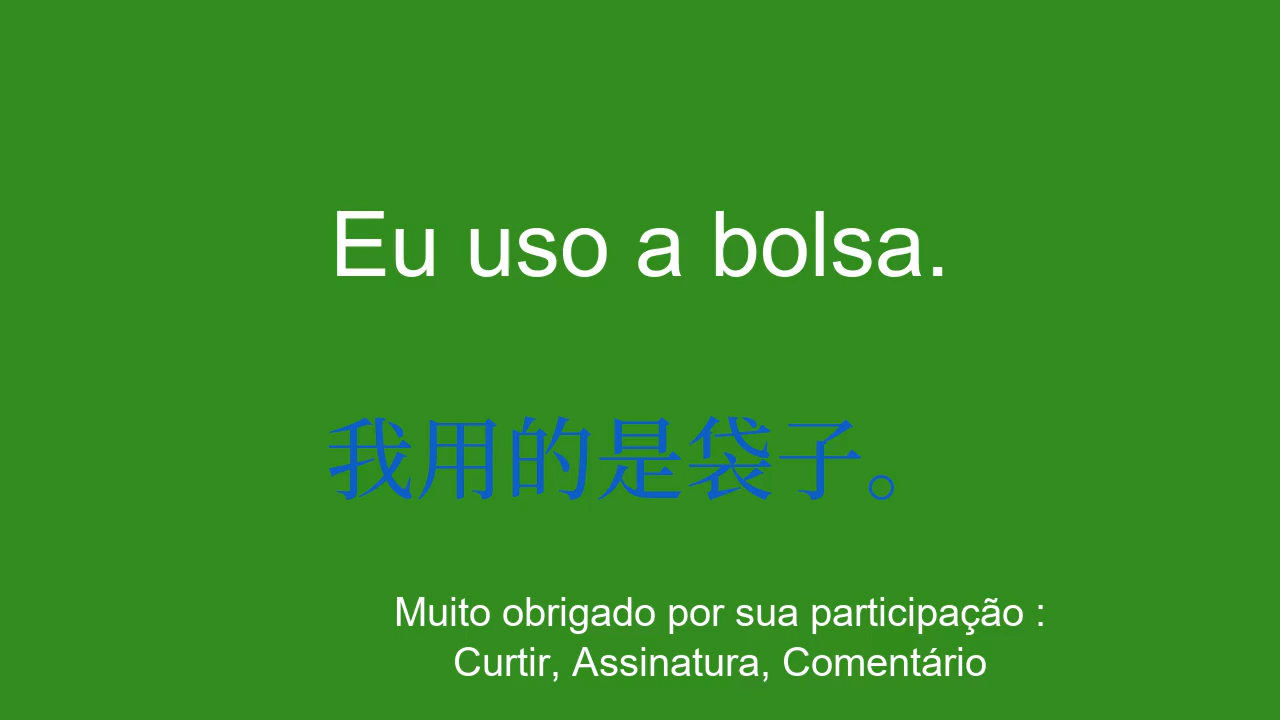 Eu uso a bolsa.
我用的是袋子。
Muito obrigado por sua participação :
Curtir, Assinatura, Comentário